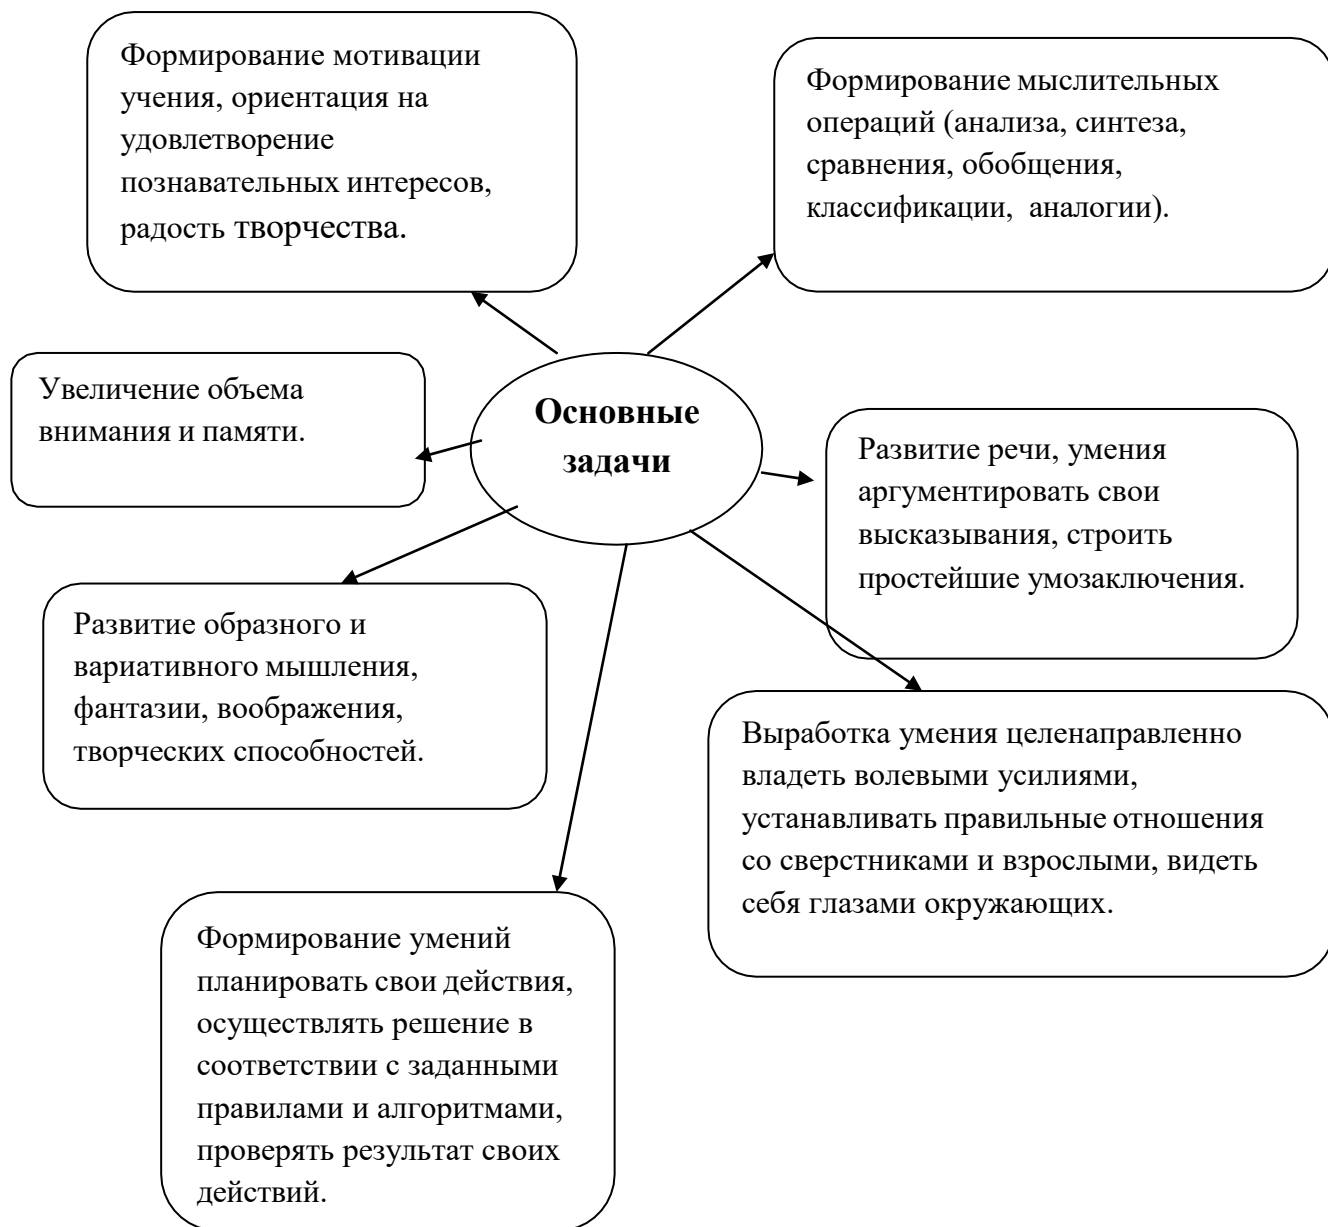 Формирование мотивации
учения, ориентация на
удовлетворение
познавательных интересов,
радость творчества.
Формирование мыслительных
операций (анализа, синтеза,
сравнения, обобщения,
классификации,  аналогии).
Увеличение объема
внимания и памяти.
Основные
задачи
Развитие речи, умения
аргументировать свои
высказывания, строить
простейшие умозаключения.
Развитие образного и
вариативного мышления,
фантазии, воображения,
творческих способностей.
Выработка умения целенаправленно
владеть волевыми усилиями,
устанавливать правильные отношения
со сверстниками и взрослыми, видеть
себя глазами окружающих.
Формирование умений
планировать свои действия,
осуществлять решение в
соответствии с заданными
правилами и алгоритмами,
проверять результат своих
действий.